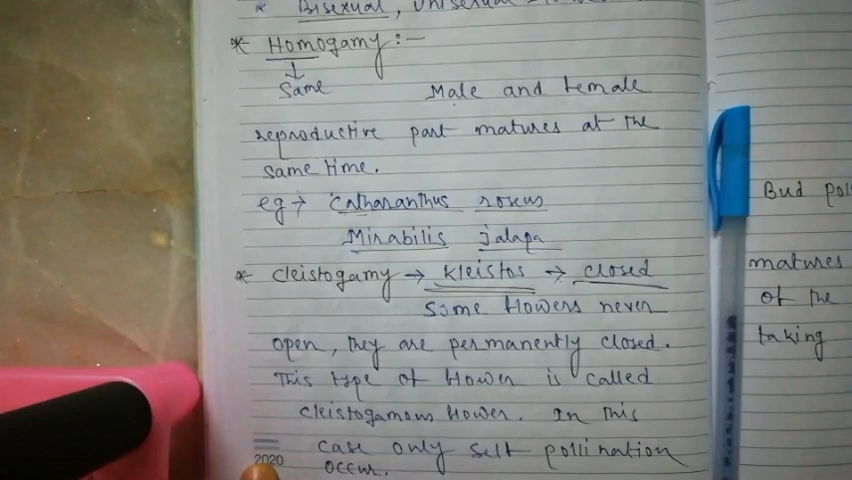 * Bisexual, Unisexual
* Homogamy :-
↓
Same Male and female
reproductive part matures at the
same time.
eg → Catharanthus roseus
Mirabilis jalapa
* Cleistogamy → Kleistos → closed
Some flowers never
open, they are permanently closed.
This type of flower is called
cleistogamous flower. In this
case only self pollination
occur.
2020
Bud
matures
of the
taking